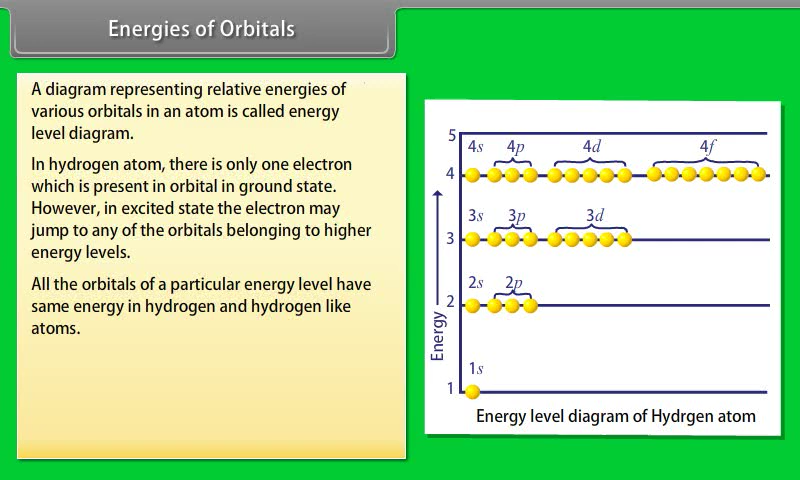 Energies of Orbitals
A diagram representing relative energies of
various orbitals in an atom is called energy
level diagram.
In hydrogen atom, there is only one electron
which is present in orbital in ground state.
However, in excited state the electron may
jump to any of the orbitals belonging to higher
energy levels.
All the orbitals of a particular energy level have
same energy in hydrogen and hydrogen like
atoms.
5
4s 4p 4d 4f
4
3s 3p 3d
3
2s 2p
2
Energy
1s
1
Energy level diagram of Hydrgen atom